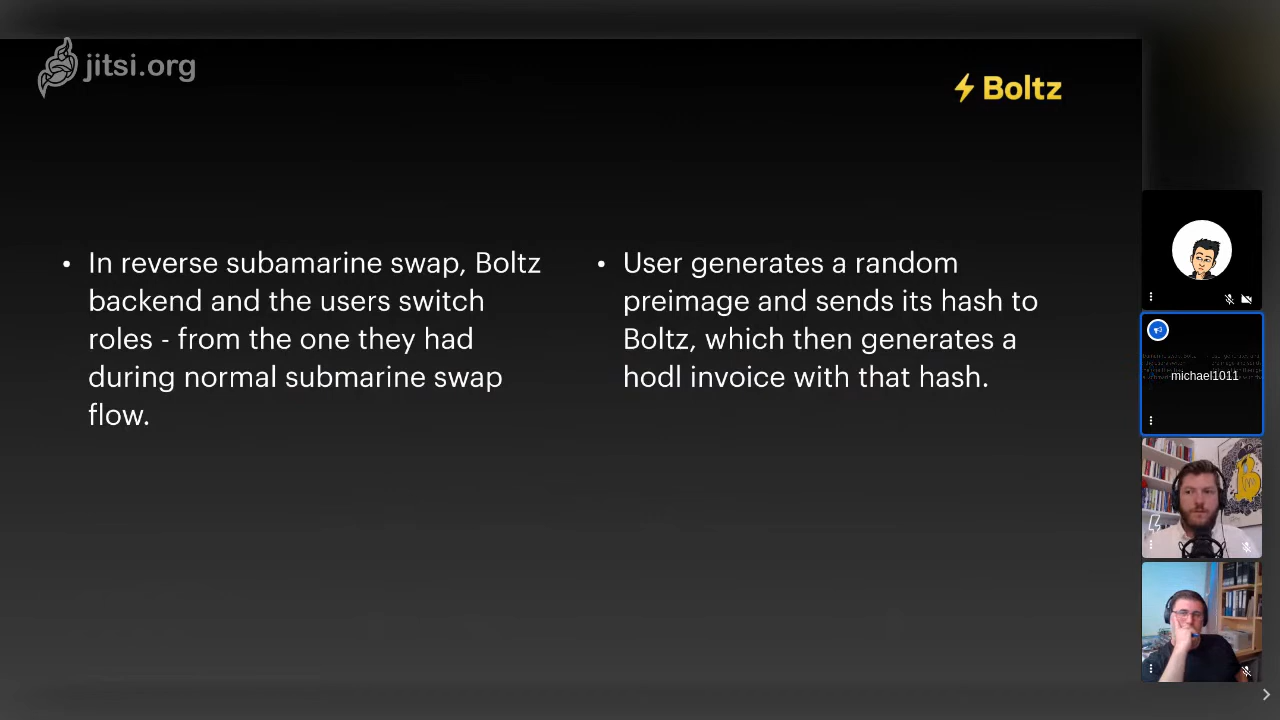 jitsi.org
Boltz
• In reverse subamarine swap, Boltz
backend and the users switch
roles - from the one they had
during normal submarine swap
flow.
• User generates a random
preimage and sends its hash to
Boltz, which then generates a
hodl invoice with that hash.
michael1011